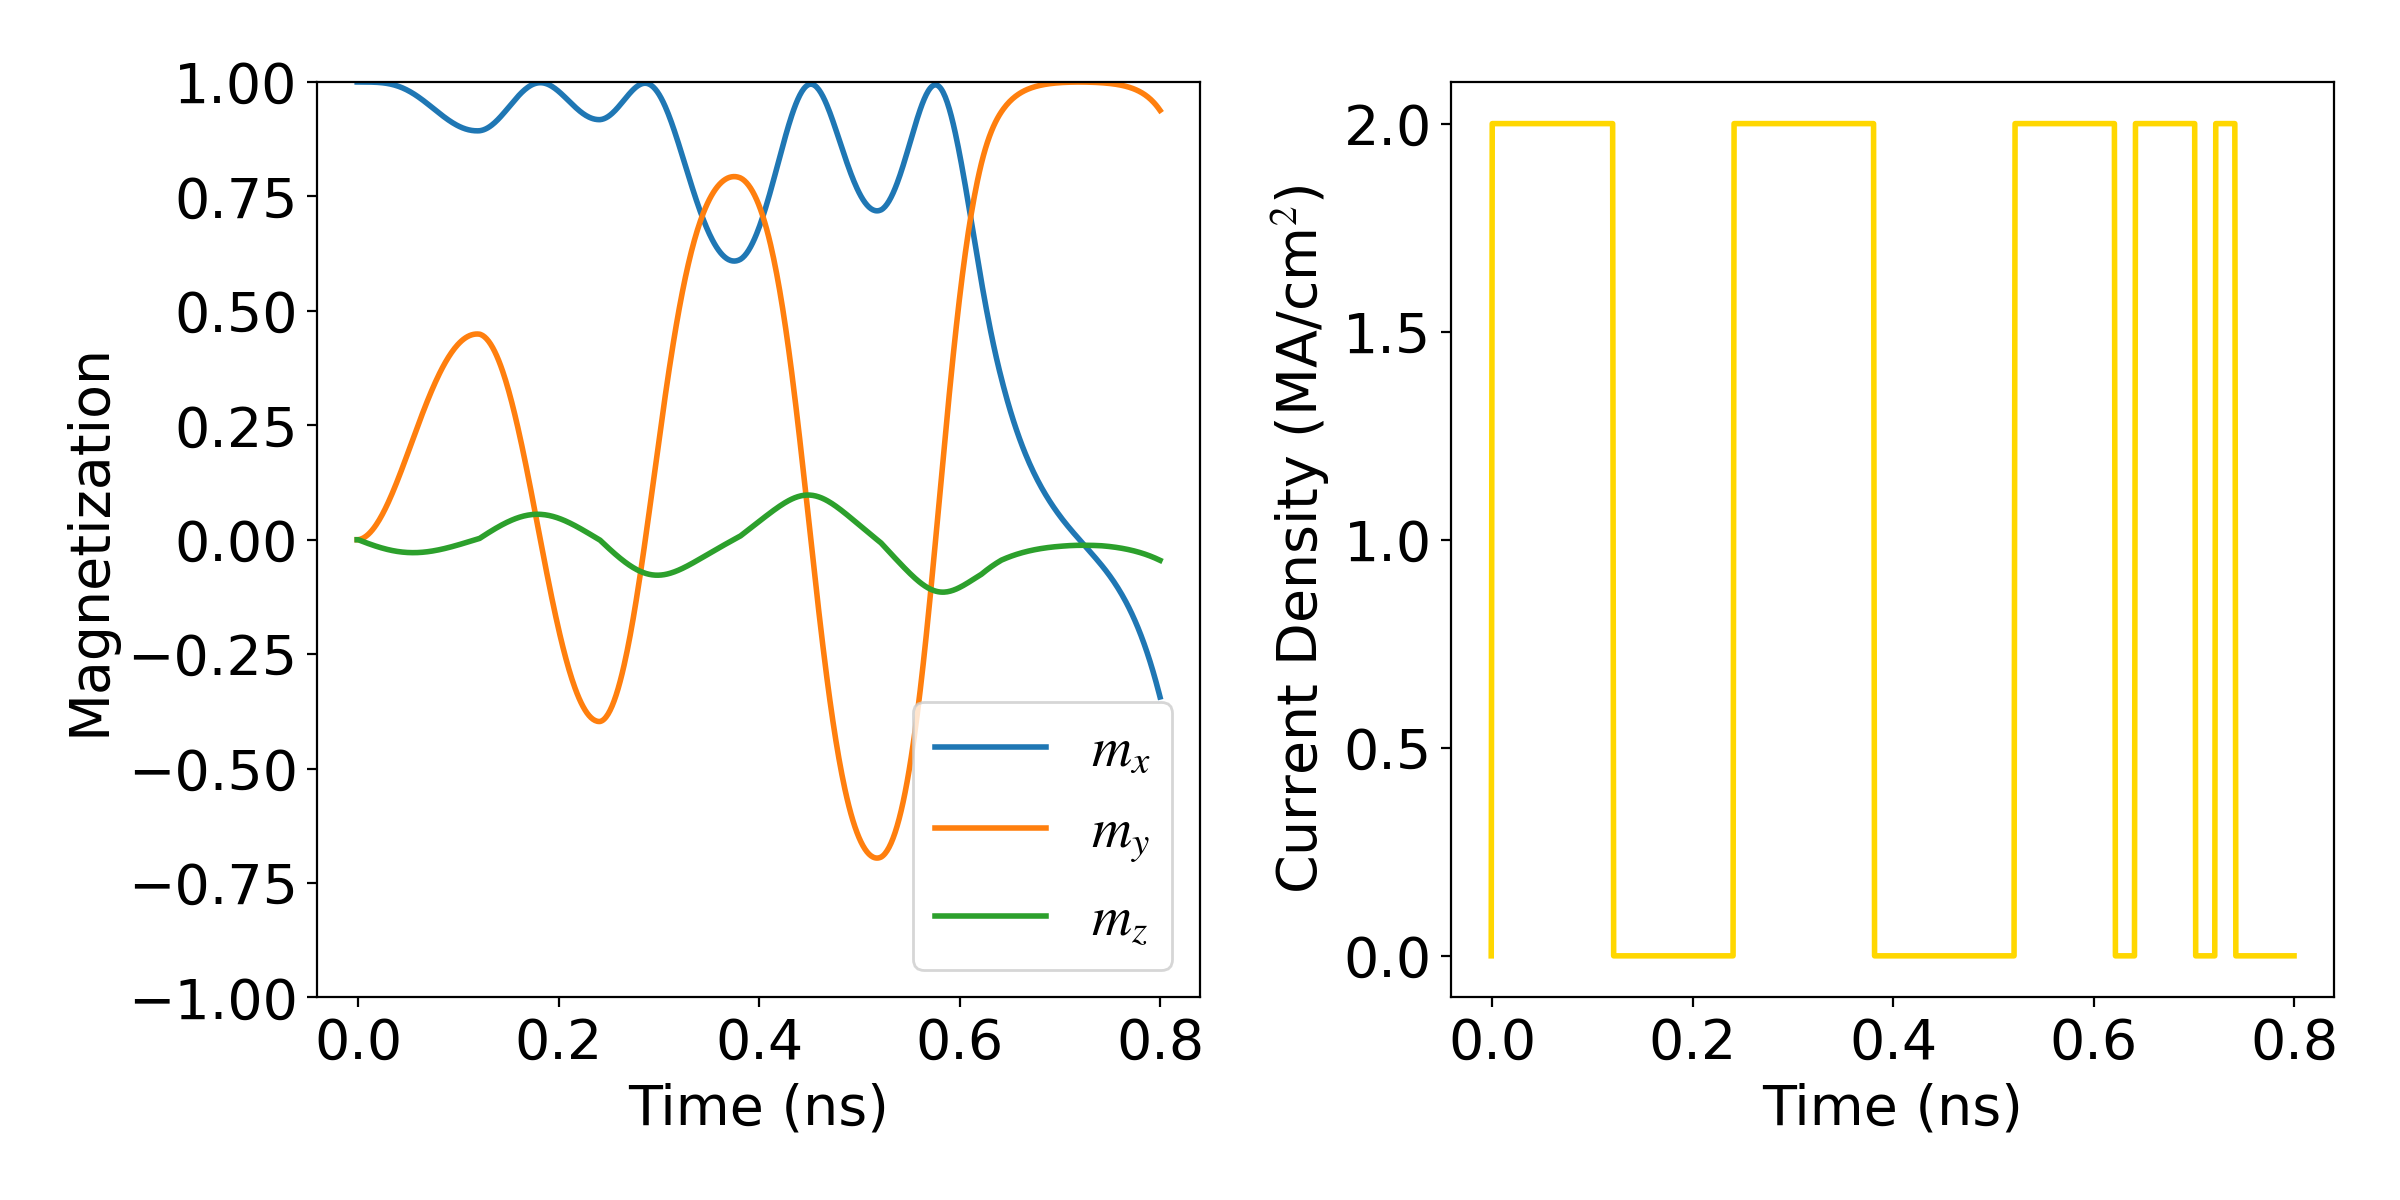 Magnetization
1.00
0.75
0.50
0.25
0.00
−0.25
−0.50
−0.75
−1.00
0.0 0.2 0.4 0.6 0.8
Time (ns)
m_x
m_y
m_z
Current Density (MA/cm²)
2.0
1.5
1.0
0.5
0.0
0.0 0.2 0.4 0.6 0.8
Time (ns)